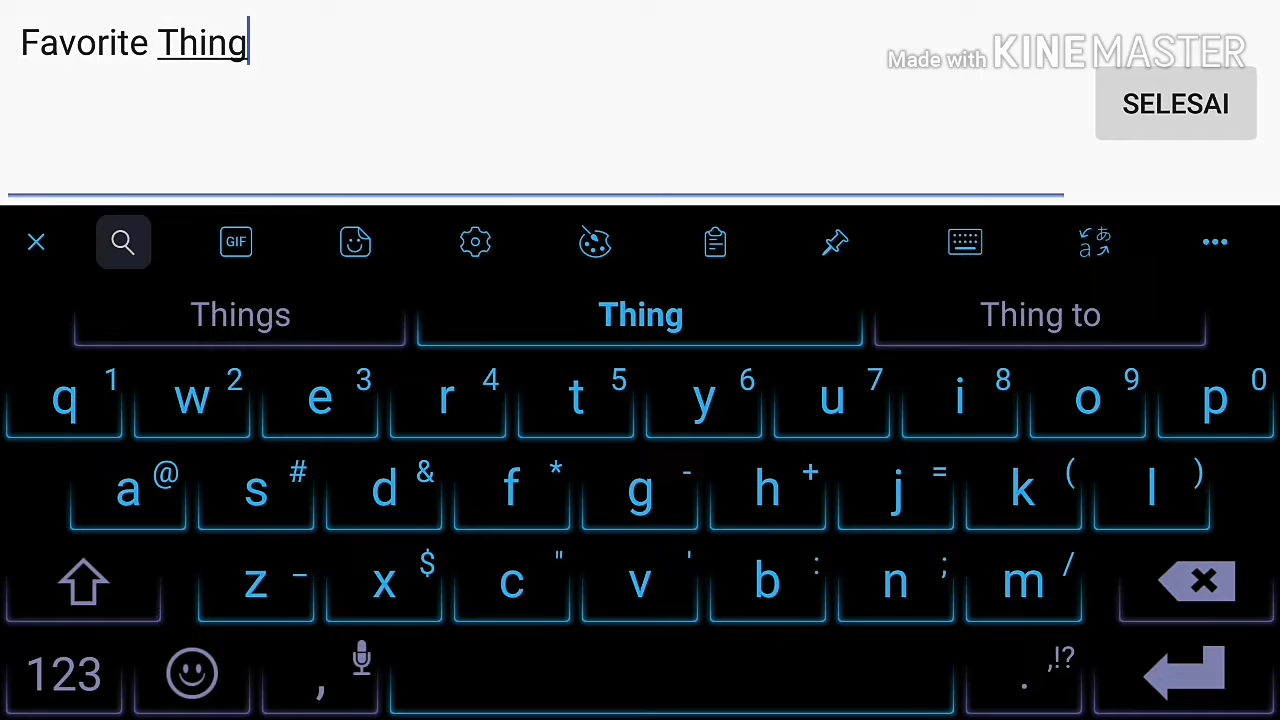 Favorite Thing
Made with KINEMASTER
SELESAI
GIF
a あ
Things Thing Thing to
q 1 w 2 e 3 r 4 t 5 y 6 u 7 i 8 o 9 p 0
a @ s # d & f * g - h + j = k ( l )
z _ x $ c " v ' b : n ; m /
123 , . ,!?